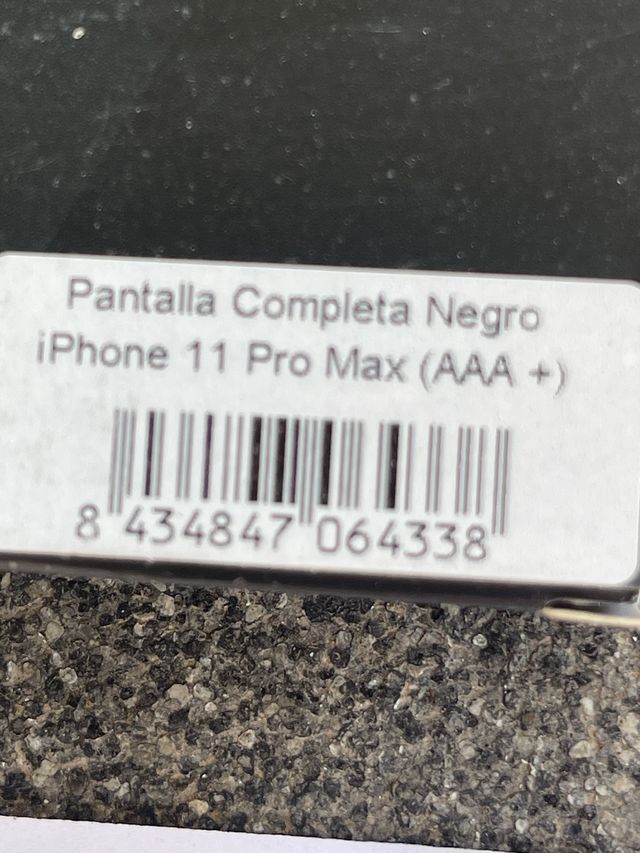 Pantalla Completa Negro
iPhone 11 Pro Max (AAA +)
8 434847 064338